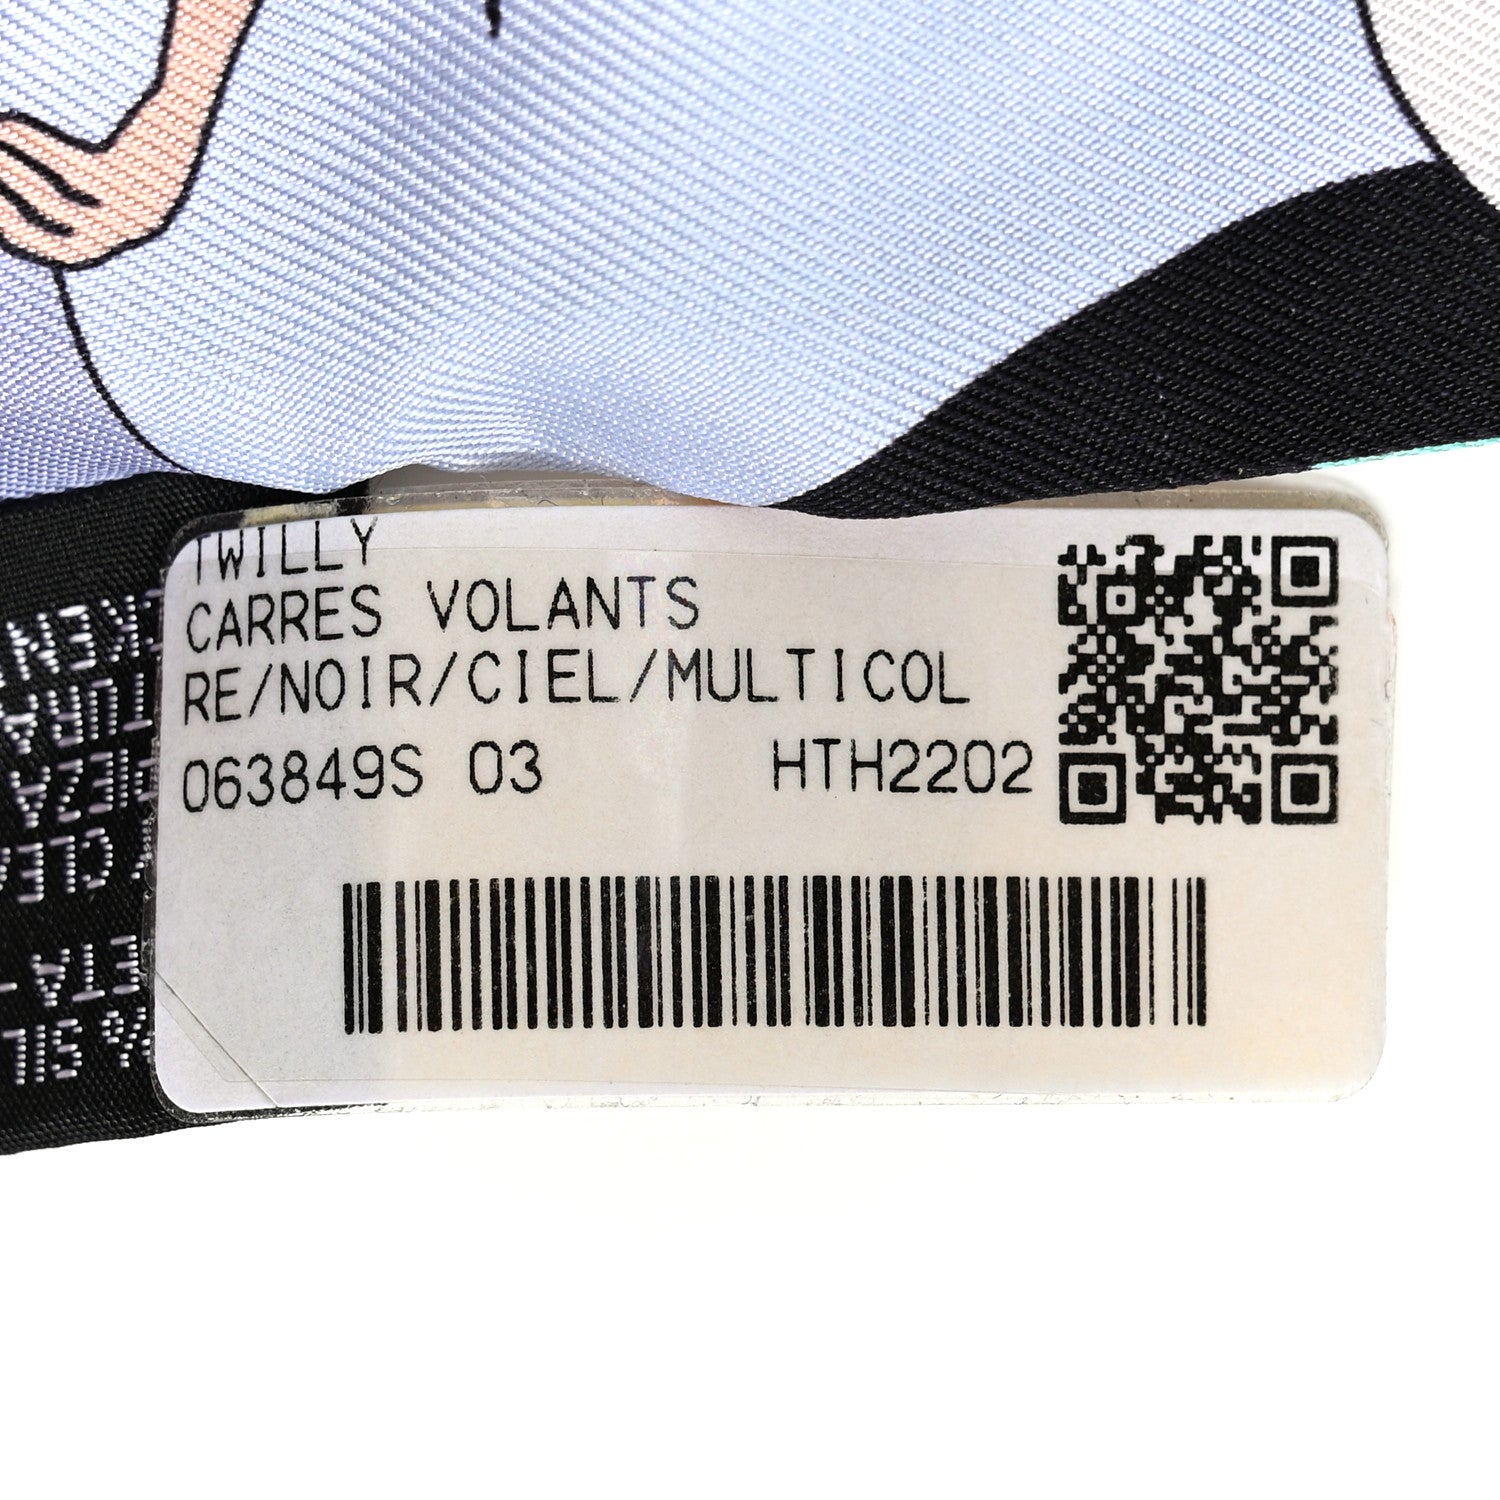 TWILLY
CARRES VOLANTS
RE/NOIR/CIEL/MULTICOL
063849S 03 HTH2202